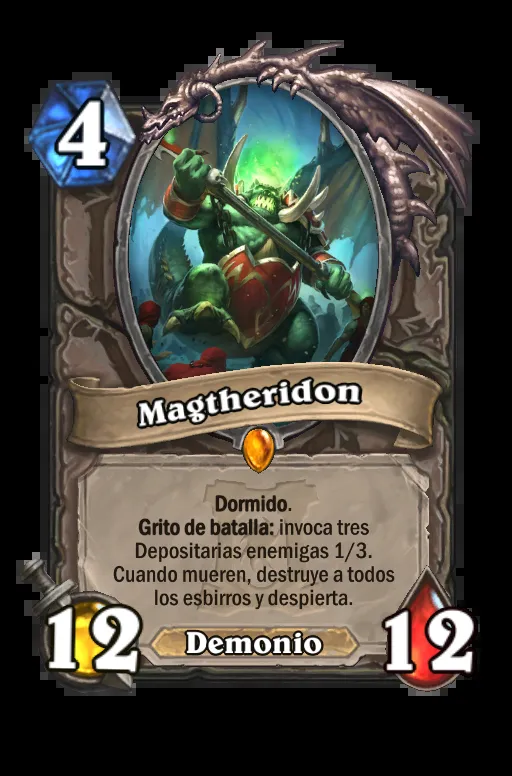 4
Magtheridon
Dormido.
Grito de batalla: invoca tres
Depositarias enemigas 1/3.
Cuando mueren, destruye a todos
los esbirros y despierta.
12
Demonio
12